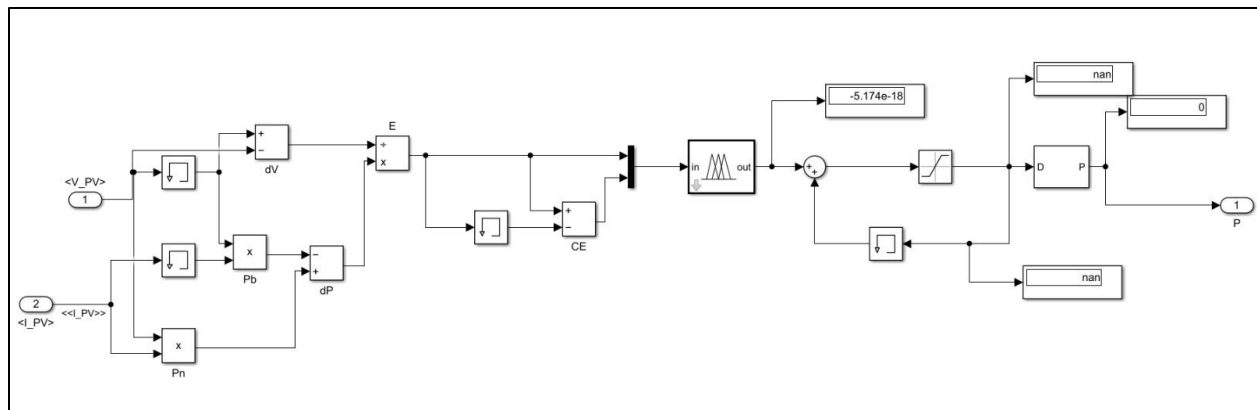 nan
-5.174e-18
0
E
+
−
dV
÷
x
<V_PV>
1
in
out
+
+
D
P
1
P
+
−
CE
x
Pb
−
+
dP
2
<I_PV>
<<I_PV>>
nan
x
Pn